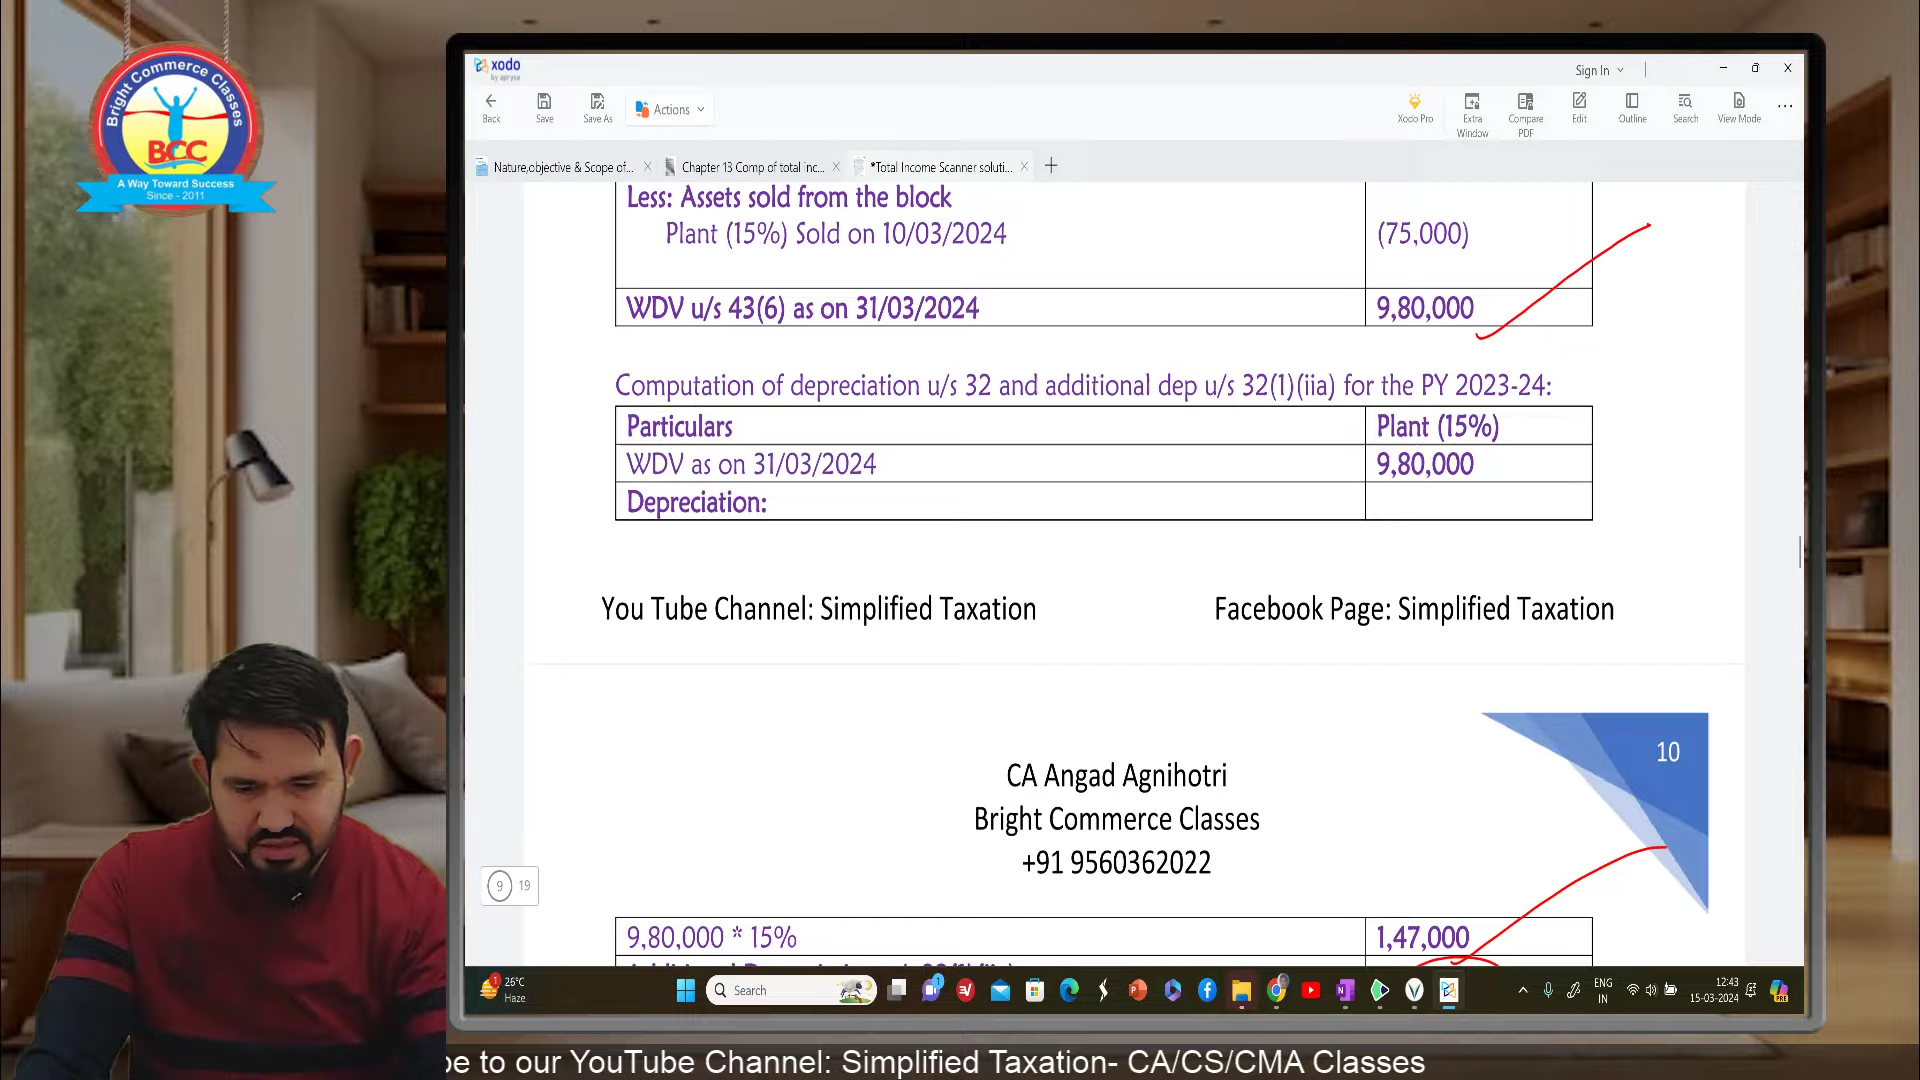 Bright Commerce Classes
BCC
A Way Toward Success
Since - 2011
xodo
by apryse
Sign In
Back
Save
Save As
Actions
Xodo Pro
Extra Window
Compare PDF
Edit
Outline
Search
View Mode
Nature,objective & Scope of...
Chapter 13 Comp of total inc...
*Total Income Scanner soluti...
Less: Assets sold from the block
Plant (15%) Sold on 10/03/2024 (75,000)
WDV u/s 43(6) as on 31/03/2024 9,80,000
Computation of depreciation u/s 32 and additional dep u/s 32(1)(iia) for the PY 2023-24:
Particulars Plant (15%)
WDV as on 31/03/2024 9,80,000
Depreciation:
You Tube Channel: Simplified Taxation Facebook Page: Simplified Taxation
10
CA Angad Agnihotri
Bright Commerce Classes
+91 9560362022
9 19
9,80,000 * 15% 1,47,000
26°C
Haze
Search
ENG
IN
12:43
15-03-2024
to our YouTube Channel: Simplified Taxation- CA/CS/CMA Classes